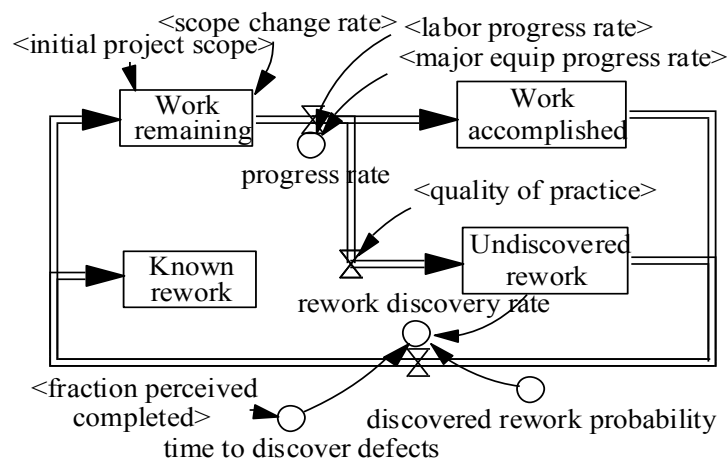 <scope change rate>
<initial project scope>
<labor progress rate>
<major equip progress rate>
Work
remaining
Work
accomplished
progress rate
<quality of practice>
Known
rework
Undiscovered
rework
rework discovery rate
<fraction perceived
completed>
discovered rework probability
time to discover defects